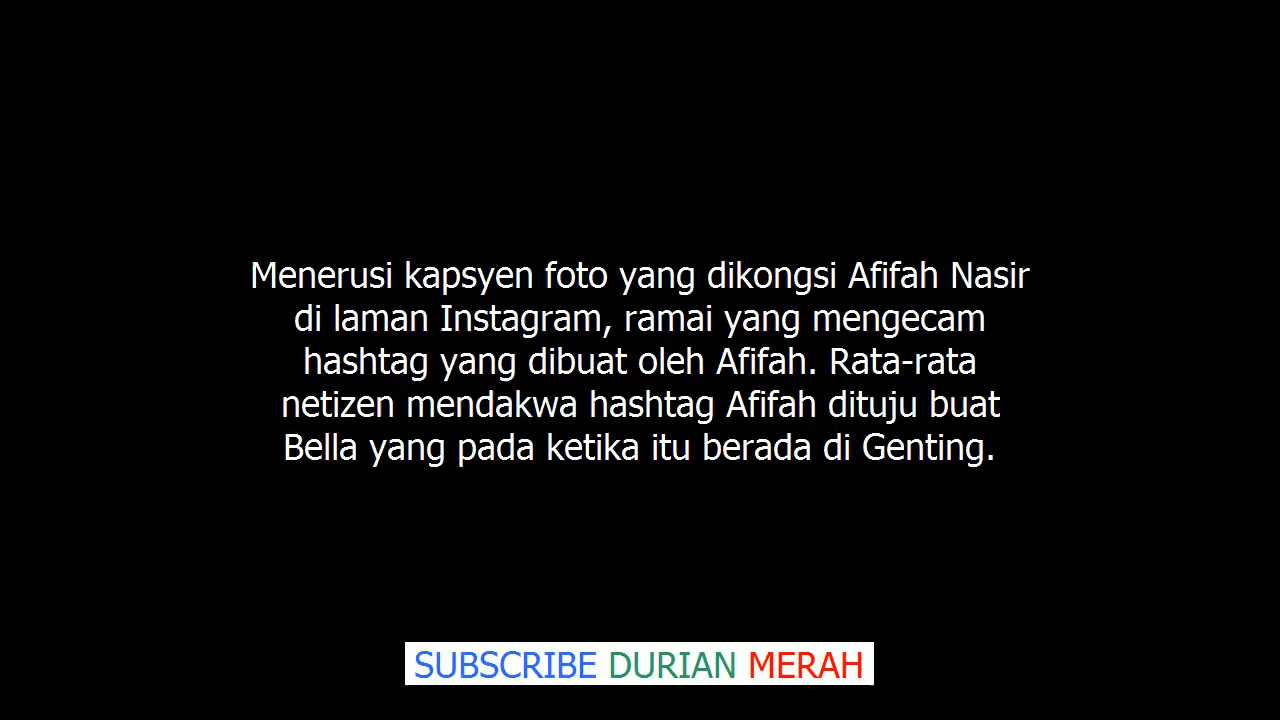 Menerusi kapsyen foto yang dikongsi Afifah Nasir
di laman Instagram, ramai yang mengecam
hashtag yang dibuat oleh Afifah. Rata-rata
netizen mendakwa hashtag Afifah dituju buat
Bella yang pada ketika itu berada di Genting.
SUBSCRIBE DURIAN MERAH